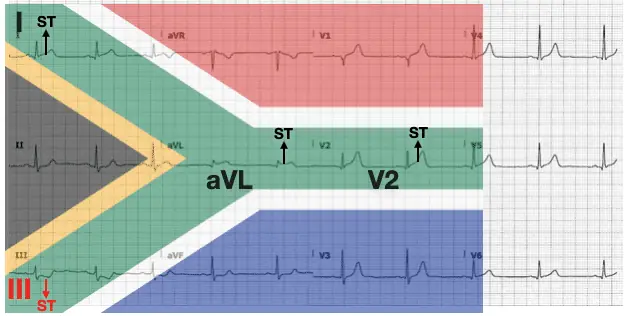 I ST
I aVR V1 V4
II aVL V2 V5
ST ST
aVL V2
III aVF V3 V6
III ST